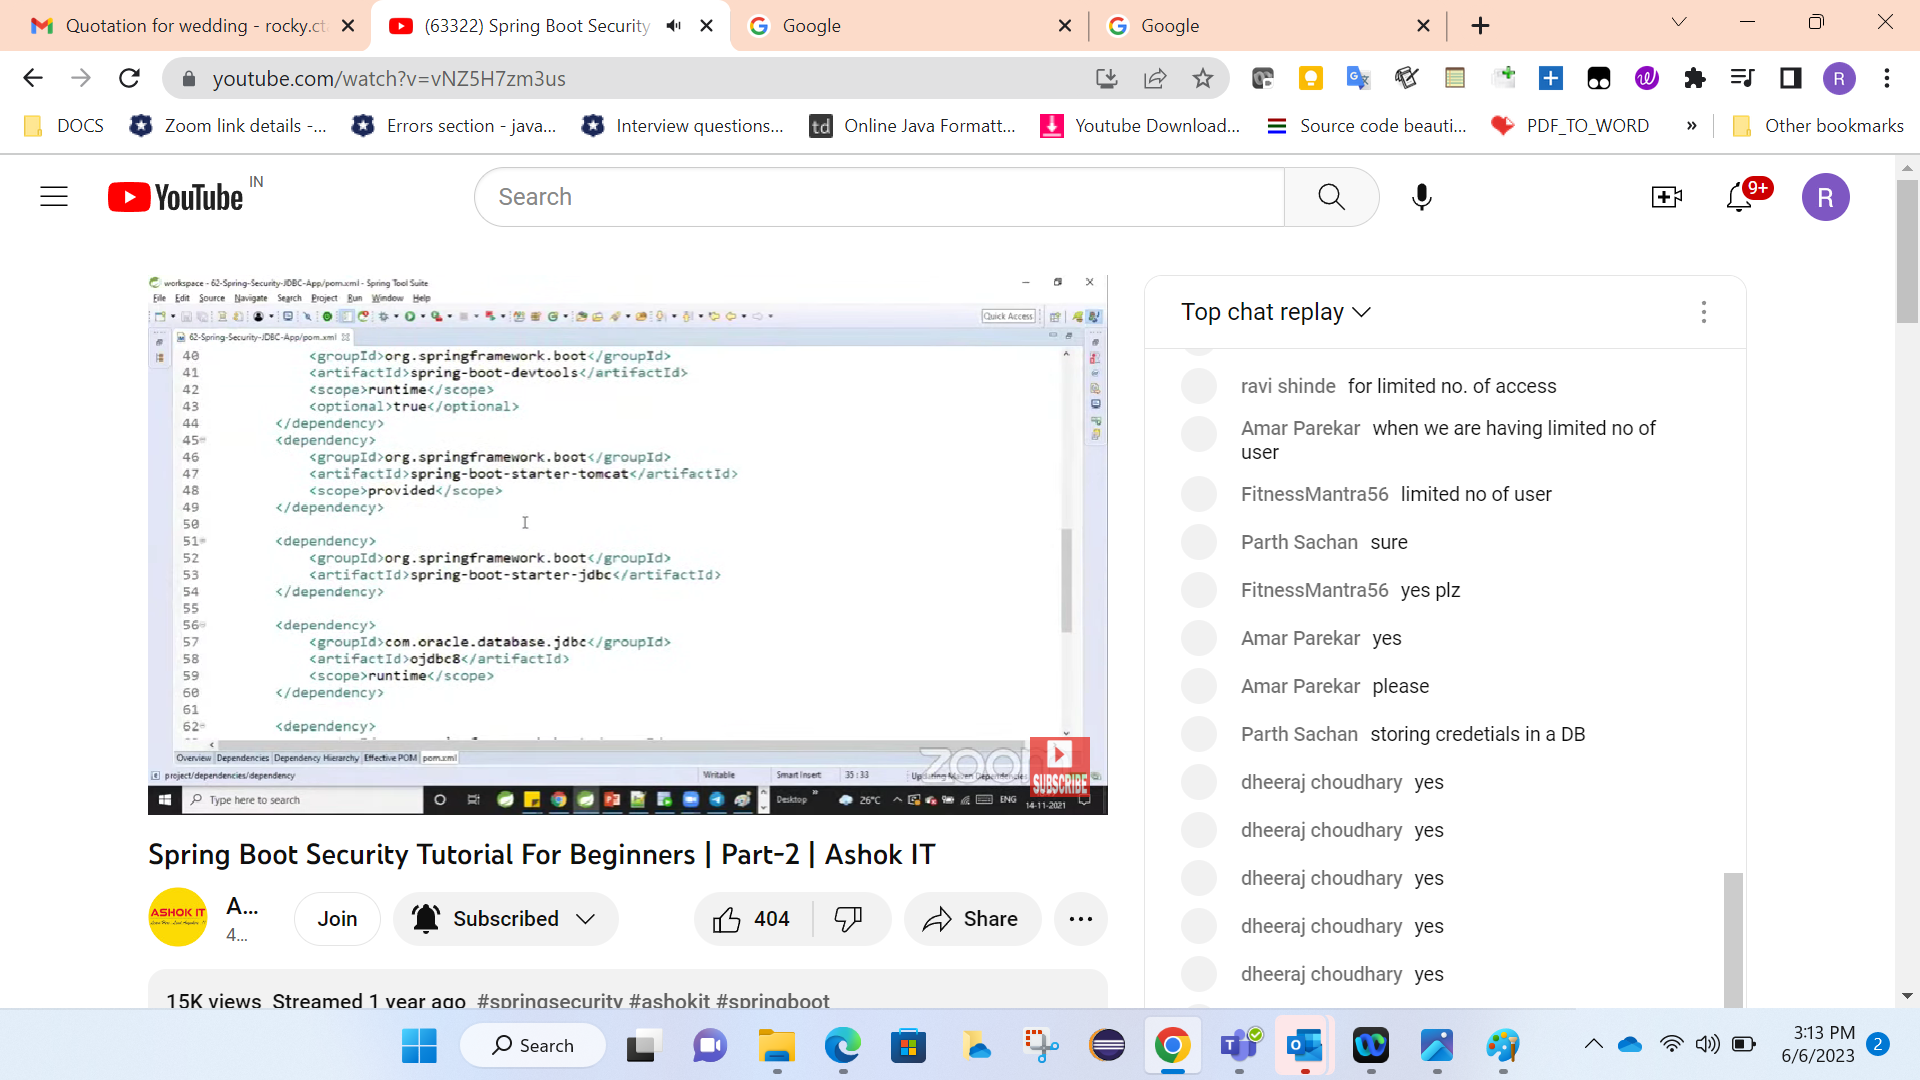 Quotation for wedding - rocky.ct
(63322) Spring Boot Security
Google
Google
youtube.com/watch?v=vNZ5H7zm3us
R
DOCS
Zoom link details -...
Errors section - java...
Interview questions...
td
Online Java Formatt...
Youtube Download...
Source code beauti...
PDF_TO_WORD
»
Other bookmarks
YouTube
IN
Search
9+
R
workspace - 62-Spring-Security-JDBC-App/pom.xml - Spring Tool Suite
File Edit Source Navigate Search Project Run Window Help
Quick Access
62-Spring-Security-JDBC-App/pom.xml
40 <groupId>org.springframework.boot</groupId>
41 <artifactId>spring-boot-devtools</artifactId>
42 <scope>runtime</scope>
43 <optional>true</optional>
44 </dependency>
45 <dependency>
46 <groupId>org.springframework.boot</groupId>
47 <artifactId>spring-boot-starter-tomcat</artifactId>
48 <scope>provided</scope>
49 </dependency>
50
51 <dependency>
52 <groupId>org.springframework.boot</groupId>
53 <artifactId>spring-boot-starter-jdbc</artifactId>
54 </dependency>
55
56 <dependency>
57 <groupId>com.oracle.database.jdbc</groupId>
58 <artifactId>ojdbc8</artifactId>
59 <scope>runtime</scope>
60 </dependency>
61
62 <dependency>
Overview Dependencies Dependency Hierarchy Effective POM pom.xml
project/dependencies/dependency
Writable
Smart Insert
35 : 33
Updating Maven Dependencies
zoom
SUBSCRIBE
Type here to search
Desktop
26°C
ENG
14-11-2021
Spring Boot Security Tutorial For Beginners | Part-2 | Ashok IT
ASHOK IT
A...
4...
Join
Subscribed
404
Share
15K views Streamed 1 year ago #springsecurity #ashokit #springboot
Top chat replay
ravi shinde for limited no. of access
Amar Parekar when we are having limited no of
user
FitnessMantra56 limited no of user
Parth Sachan sure
FitnessMantra56 yes plz
Amar Parekar yes
Amar Parekar please
Parth Sachan storing credetials in a DB
dheeraj choudhary yes
dheeraj choudhary yes
dheeraj choudhary yes
dheeraj choudhary yes
dheeraj choudhary yes
Search
3:13 PM
6/6/2023
2